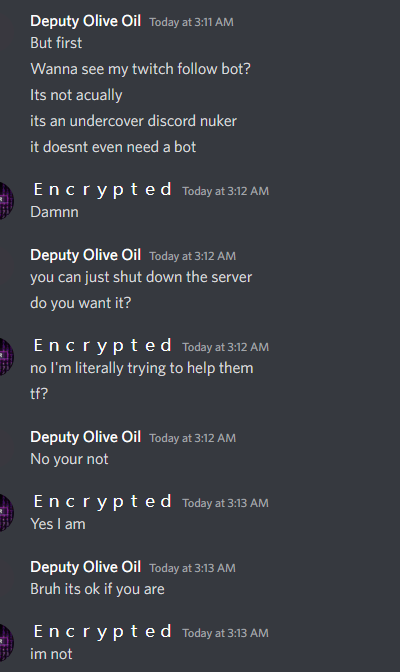 Deputy Olive Oil Today at 3:11 AM
But first
Wanna see my twitch follow bot?
Its not acually
its an undercover discord nuker
it doesnt even need a bot
E n c r y p t e d Today at 3:12 AM
Damnn
Deputy Olive Oil Today at 3:12 AM
you can just shut down the server
do you want it?
E n c r y p t e d Today at 3:12 AM
no I'm literally trying to help them
tf?
Deputy Olive Oil Today at 3:12 AM
No your not
E n c r y p t e d Today at 3:13 AM
Yes I am
Deputy Olive Oil Today at 3:13 AM
Bruh its ok if you are
E n c r y p t e d Today at 3:13 AM
im not